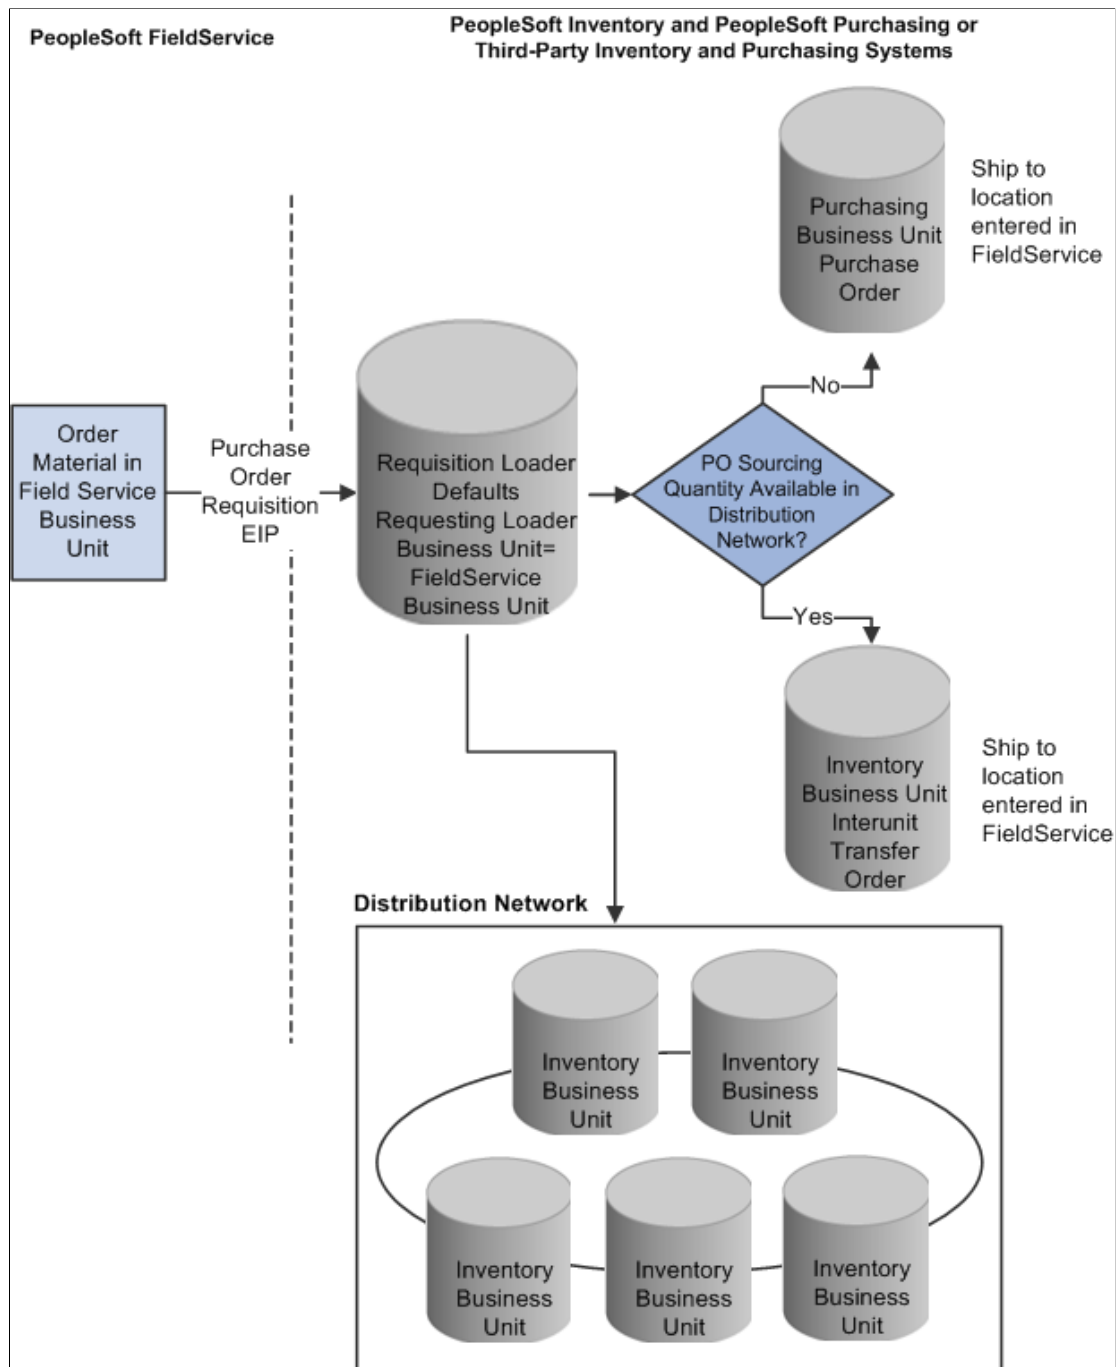 PeopleSoft FieldService
PeopleSoft Inventory and PeopleSoft Purchasing or
Third-Party Inventory and Purchasing Systems
Purchasing
Business Unit
Purchase
Order
Ship to
location
entered in
FieldService
No
Order
Material in
Field Service
Business
Unit
Purchase
Order
Requisition
EIP
Requisition Loader
Defaults
Requesting Loader
Business Unit=
FieldService
Business Unit
PO Sourcing
Quantity Available in
Distribution
Network?
Yes
Inventory
Business Unit
Interunit
Transfer
Order
Ship to
location
entered in
FieldService
Distribution Network
Inventory
Business
Unit
Inventory
Business
Unit
Inventory
Business
Unit
Inventory
Business
Unit
Inventory
Business
Unit